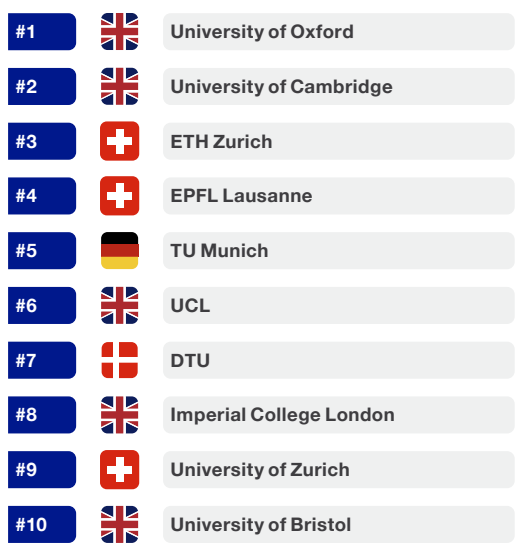 #1 University of Oxford
#2 University of Cambridge
#3 ETH Zurich
#4 EPFL Lausanne
#5 TU Munich
#6 UCL
#7 DTU
#8 Imperial College London
#9 University of Zurich
#10 University of Bristol